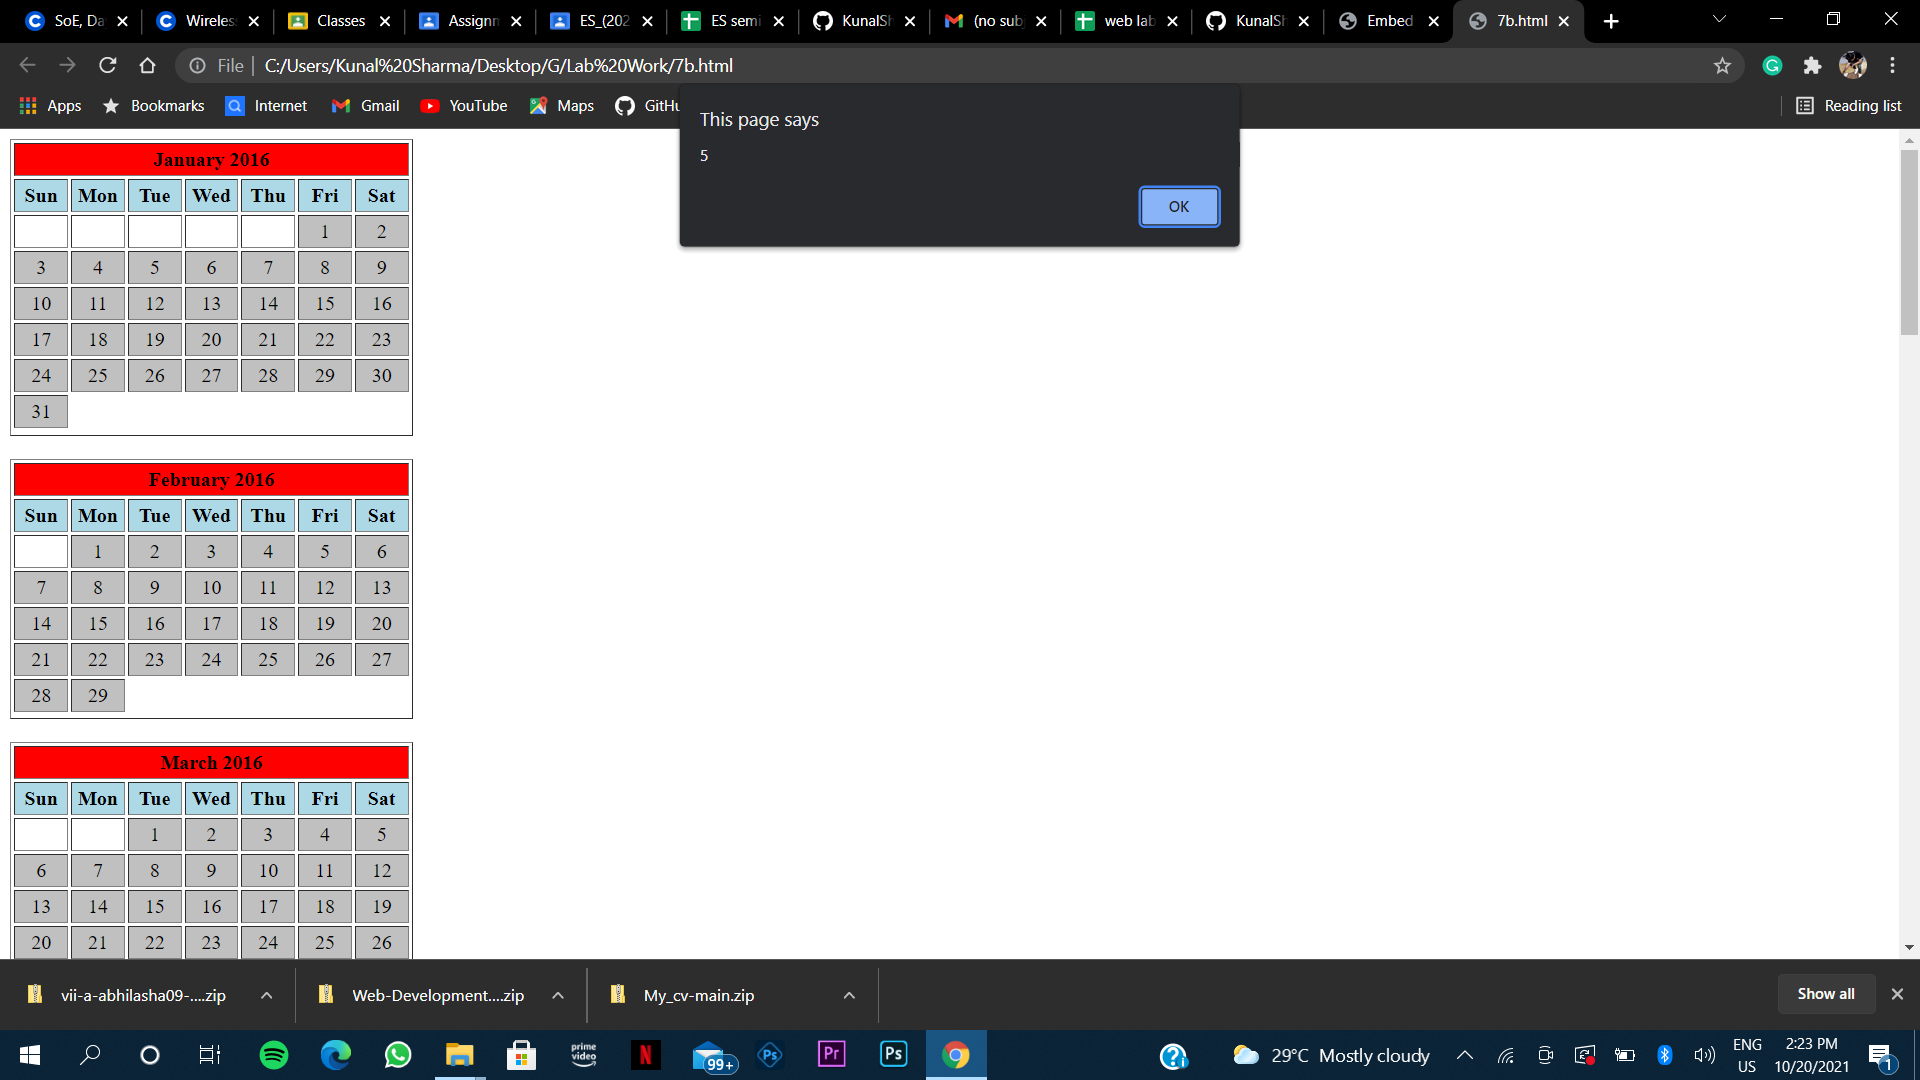 SoE, Da
Wireles
Classes
Assignm
ES_(202
ES semi
KunalSh
(no sub
web lab
KunalSh
Embed
7b.html
File
C:/Users/Kunal%20Sharma/Desktop/G/Lab%20Work/7b.html
Apps Bookmarks Internet Gmail YouTube Maps GitHu Reading list
This page says
5
OK
January 2016
Sun Mon Tue Wed Thu Fri Sat
1 2
3 4 5 6 7 8 9
10 11 12 13 14 15 16
17 18 19 20 21 22 23
24 25 26 27 28 29 30
31
February 2016
Sun Mon Tue Wed Thu Fri Sat
1 2 3 4 5 6
7 8 9 10 11 12 13
14 15 16 17 18 19 20
21 22 23 24 25 26 27
28 29
March 2016
Sun Mon Tue Wed Thu Fri Sat
1 2 3 4 5
6 7 8 9 10 11 12
13 14 15 16 17 18 19
20 21 22 23 24 25 26
vii-a-abhilasha09-....zip
Web-Development....zip
My_cv-main.zip
Show all
prime video
N
99+
Ps
Pr
Ps
29°C Mostly cloudy
ENG
US
2:23 PM
10/20/2021
1